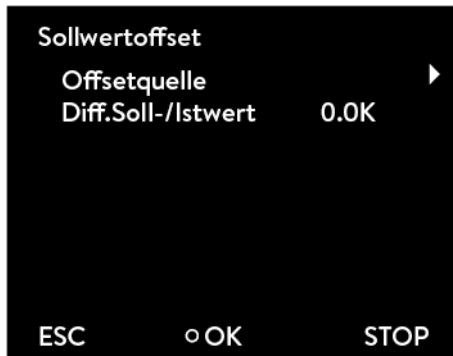 Sollwertoffset
Offsetquelle
Diff.Soll-/Istwert 0.0K
ESC OK STOP